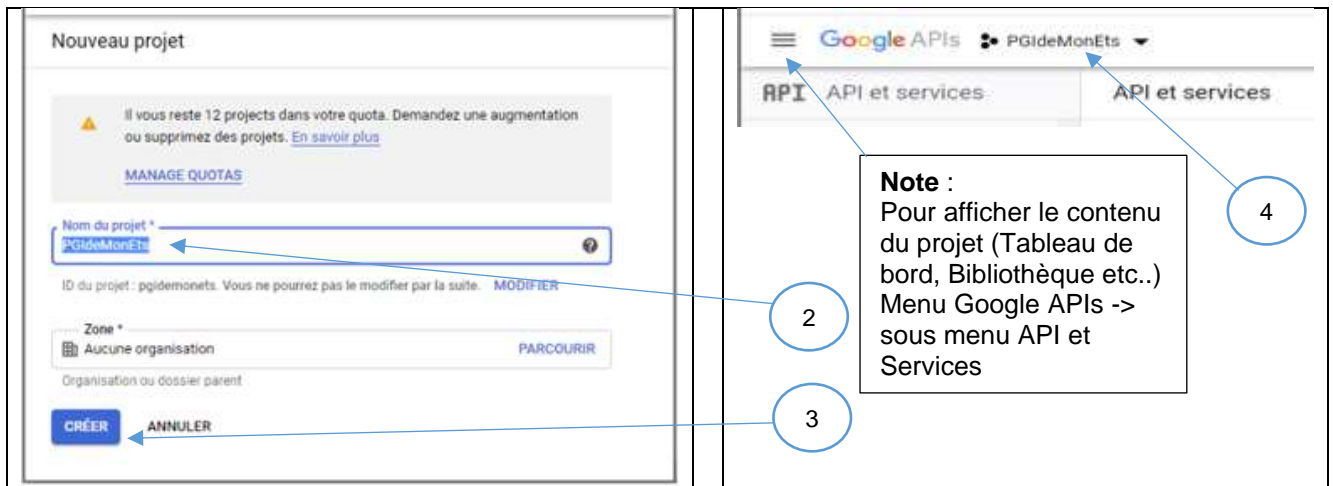 Nouveau projet
Il vous reste 12 projects dans votre quota. Demandez une augmentation
ou supprimez des projets. En savoir plus
MANAGE QUOTAS
Nom du projet *
PGIdeMonEts
ID du projet : pgidemonets. Vous ne pourrez pas le modifier par la suite. MODIFIER
Zone *
Aucune organisation PARCOURIR
Organisation ou dossier parent
CRÉER ANNULER
2
3
Google APIs PGIdeMonEts
API API et services API et services
Note :
Pour afficher le contenu
du projet (Tableau de
bord, Bibliothèque etc..)
Menu Google APIs ->
sous menu API et
Services
4